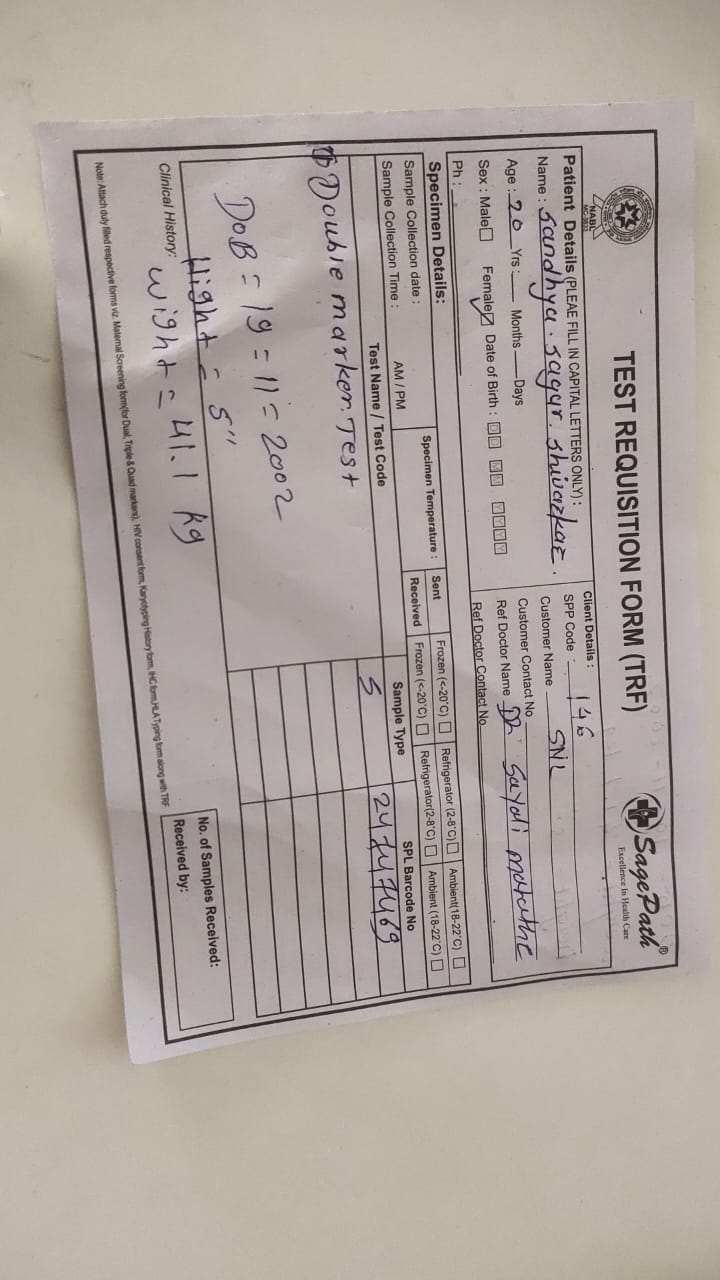 NABL
TEST REQUISITION FORM (TRF)
SagePath®
Excellence In Health Care
Patient Details (PLEAE FILL IN CAPITAL LETTERS ONLY) :
Name : Sandhya. Sagar. Shivarkar.
Age : 20 Yrs : Months Days
Sex : Male Female Date of Birth : DD MM YYYY
Ph :
Client Details :
SPP Code : 146
Customer Name SNL
Customer Contact No
Ref Doctor Name Dr. Sayali
Ref Doctor Contact No.
Specimen Details:
Sample Collection date :
Sample Collection Time : AM / PM
Specimen Temperature : Sent Frozen (<-20°C) Refrigerator (2-8°C) Ambient(18-22°C)
Received Frozen (<-20°C) Refrigerator(2-8°C) Ambient (18-22°C)
Test Name / Test Code Sample Type SPL Barcode No
① Double marker. Test S 24747469
DOB = 19 = 11 = 2002
Hight = 5"
Clinical History: wight = 41.1 kg
No. of Samples Received:
Received by:
Note: Attach duly filled respective forms viz. Maternal Screening form(for Dual, Triple & Quad markers), HIV consent form, Karyotyping History form, IHC form,HLA Typing form along with TRF